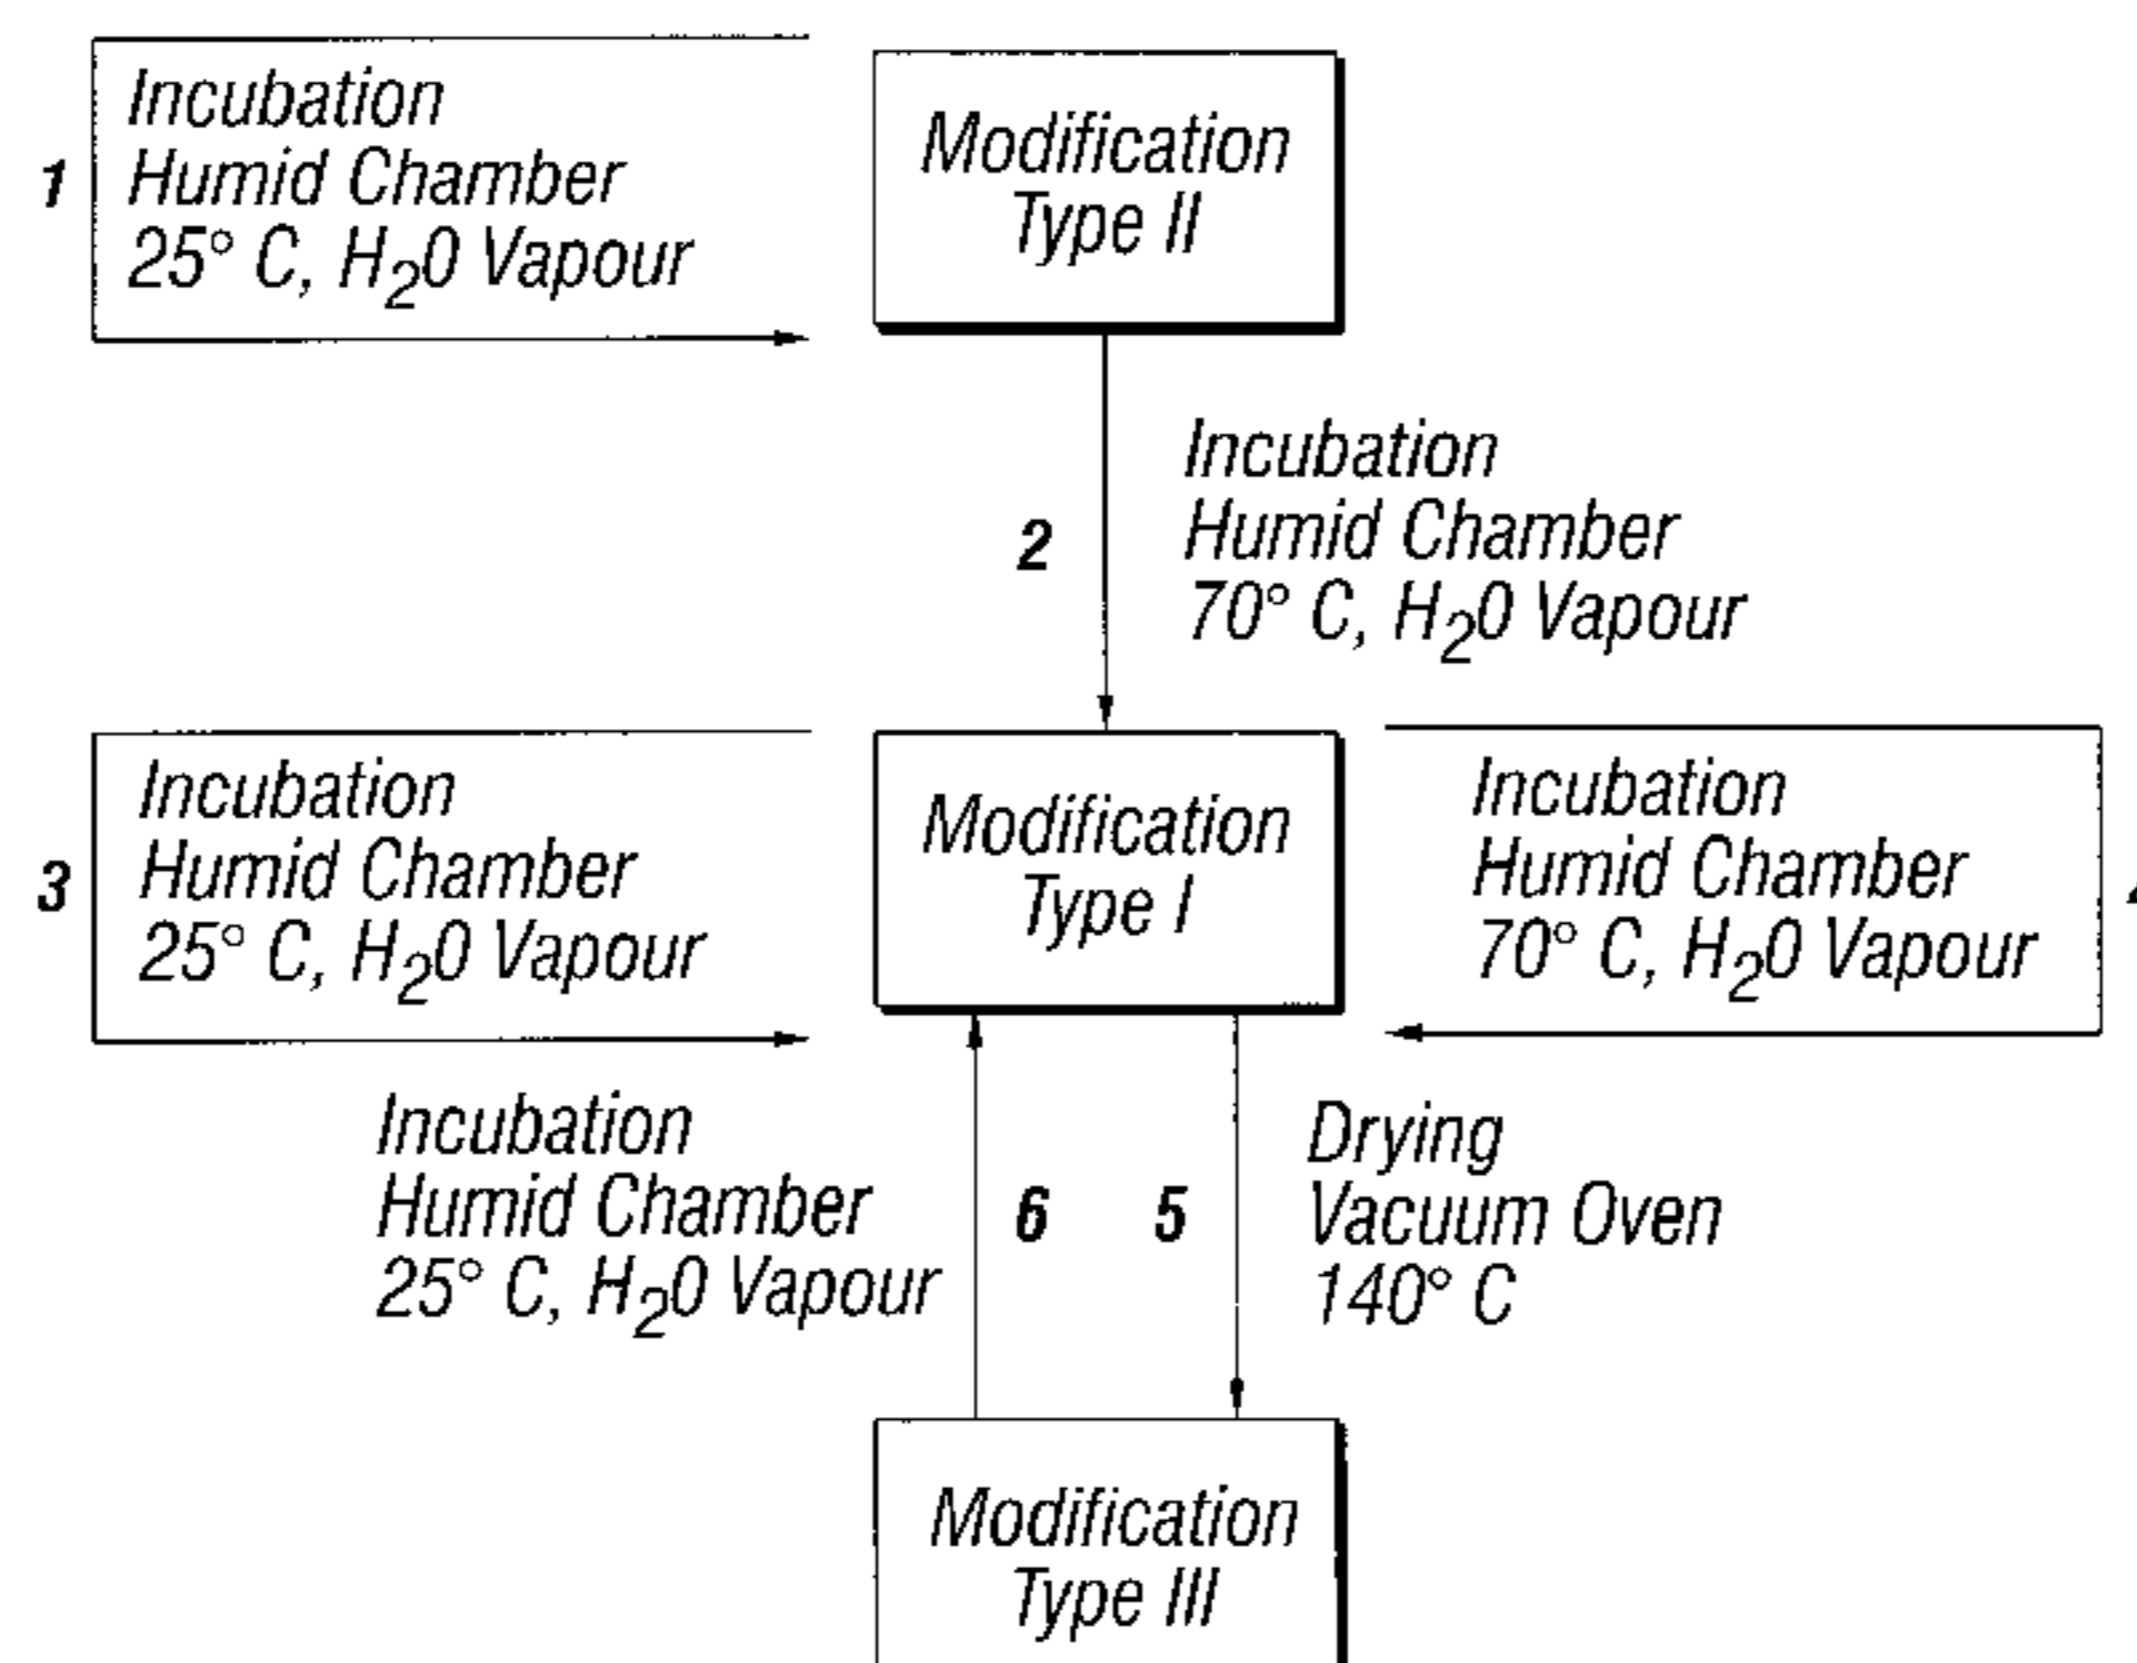 Incubation
Humid Chamber
25° C, H₂0 Vapour
1
Modification
Type II
2
Incubation
Humid Chamber
70° C, H₂0 Vapour
3
Incubation
Humid Chamber
25° C, H₂0 Vapour
Modification
Type I
Incubation
Humid Chamber
70° C, H₂0 Vapour
Incubation
Humid Chamber
25° C, H₂0 Vapour
6
5
Drying
Vacuum Oven
140° C
Modification
Type III